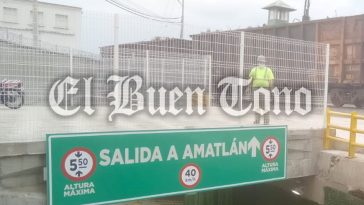 El Buen Tono
SALIDA A AMATLÁN
5.50
m
ALTURA
MÁXIMA
40
km/h
5.50
m
ALTURA
MÁXIMA